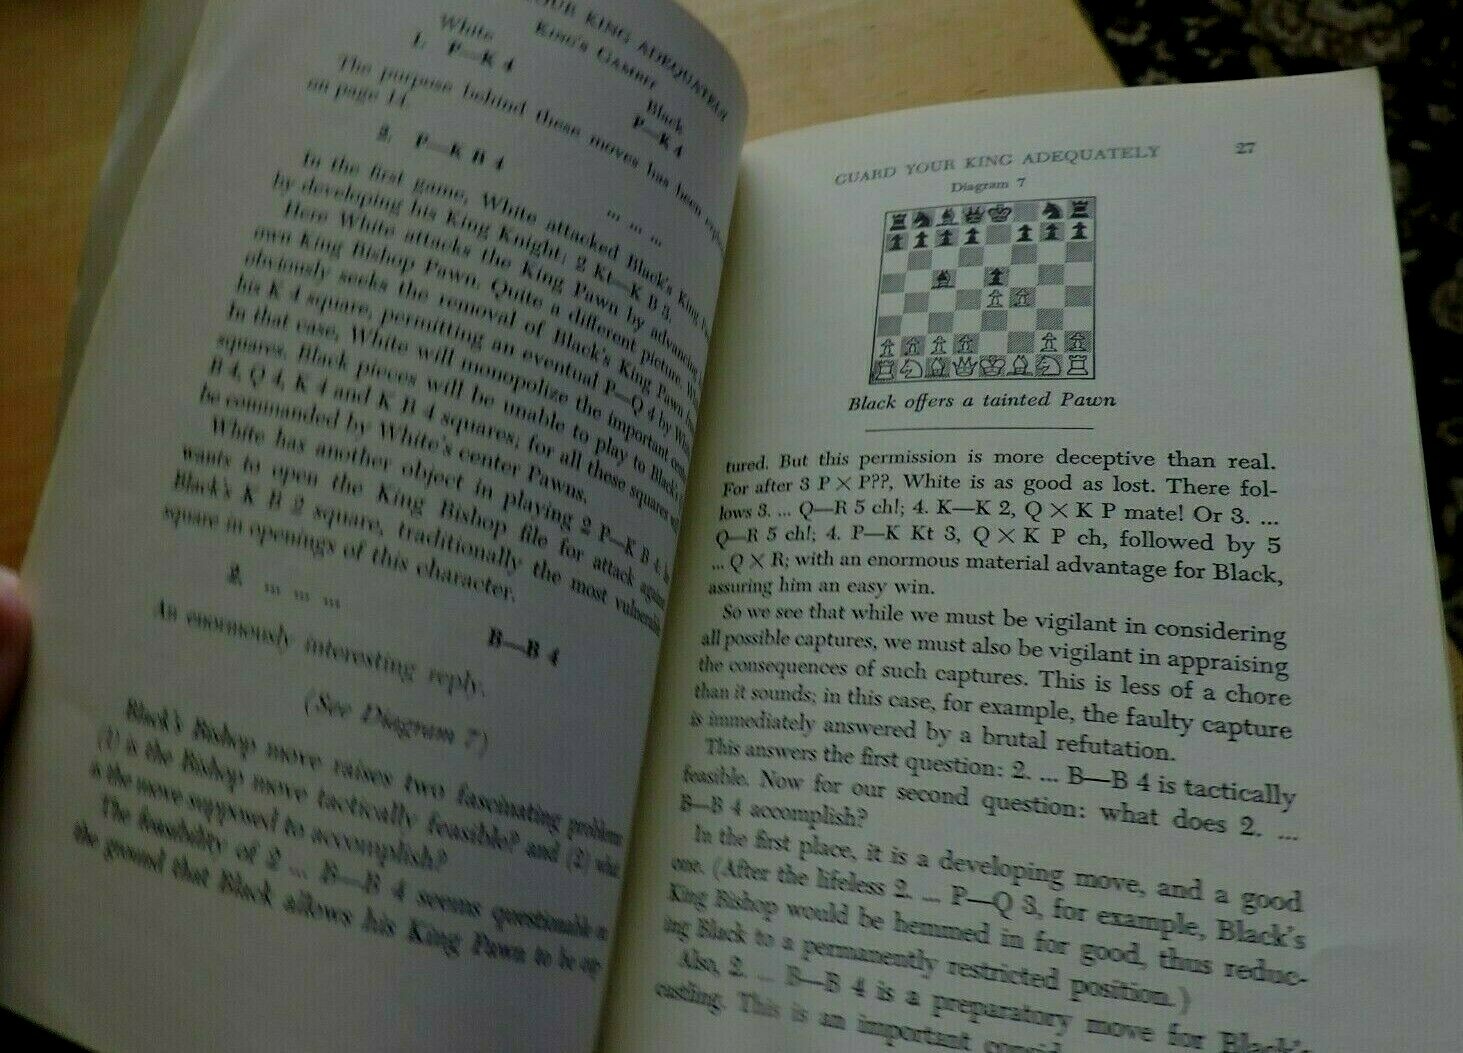 OUR KING ADEQUATELY
KING'S GAMBIT
White
Black
1. P—K 4
P—K 4
The purpose behind these moves has been
on page 14.
2. P—K B 4
... ... ...
In the first game, White attacked Black's King
by developing his King Knight: 2 Kt—K B 3.
Here White attacks the King Pawn by advancing
own King Bishop Pawn. Quite a different picture.
obviously seeks the removal of Black's King Pawn
his K 4 square, permitting an eventual P—Q 4 by
In that case, White will monopolize the important
squares. Black pieces will be unable to play to Black's
B 4, Q 4, K 4 and K B 4 squares; for all these squares
be commanded by White's center Pawns.
White has another object in playing 2 P—K B 4.
wants to open the King Bishop file for attack against
Black's K B 2 square, traditionally the most vulnerable
square in openings of this character.
2. ... ... ...
B—B 4
An enormously interesting reply.
(See Diagram 7)
Black's Bishop move raises two fascinating problems
(1) is the Bishop move tactically feasible? and (2) what
is the move supposed to accomplish?
The feasibility of 2 ... B—B 4 seems questionable
the ground that Black allows his King Pawn to be
GUARD YOUR KING ADEQUATELY 27
Diagram 7
Black offers a tainted Pawn
tured. But this permission is more deceptive than real.
For after 3 P × P??, White is as good as lost. There fol-
lows 3. ... Q—R 5 ch!; 4. K—K 2, Q × K P mate! Or 3. ...
Q—R 5 ch!; 4. P—K Kt 3, Q × K P ch, followed by 5
... Q × R; with an enormous material advantage for Black,
assuring him an easy win.
So we see that while we must be vigilant in considering
all possible captures, we must also be vigilant in appraising
the consequences of such captures. This is less of a chore
than it sounds; in this case, for example, the faulty capture
is immediately answered by a brutal refutation.
This answers the first question: 2. ... B—B 4 is tactically
feasible. Now for our second question: what does 2. ...
B—B 4 accomplish?
In the first place, it is a developing move, and a good
one. (After the lifeless 2. ... P—Q 3, for example, Black's
King Bishop would be hemmed in for good, thus reduc-
ing Black to a permanently restricted position.)
Also, 2. ... B—B 4 is a preparatory move for Black's
castling. This is an important